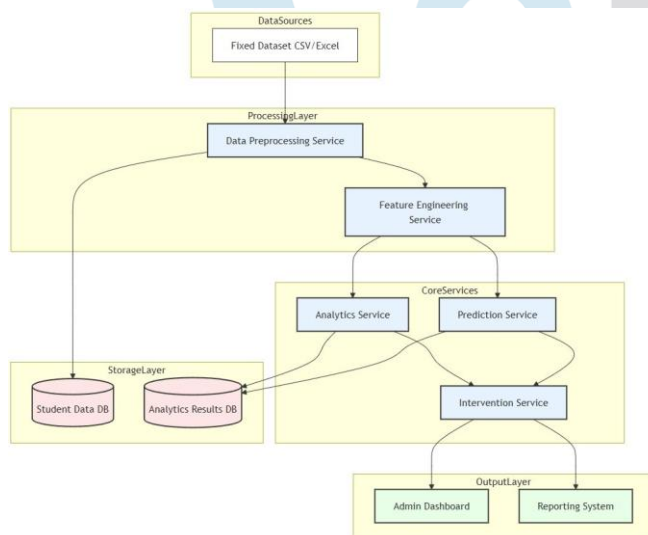 DataSources
Fixed Dataset CSV/Excel
ProcessingLayer
Data Preprocessing Service
Feature Engineering
Service
CoreServices
Analytics Service
Prediction Service
StorageLayer
Student Data DB
Analytics Results DB
Intervention Service
OutputLayer
Admin Dashboard
Reporting System